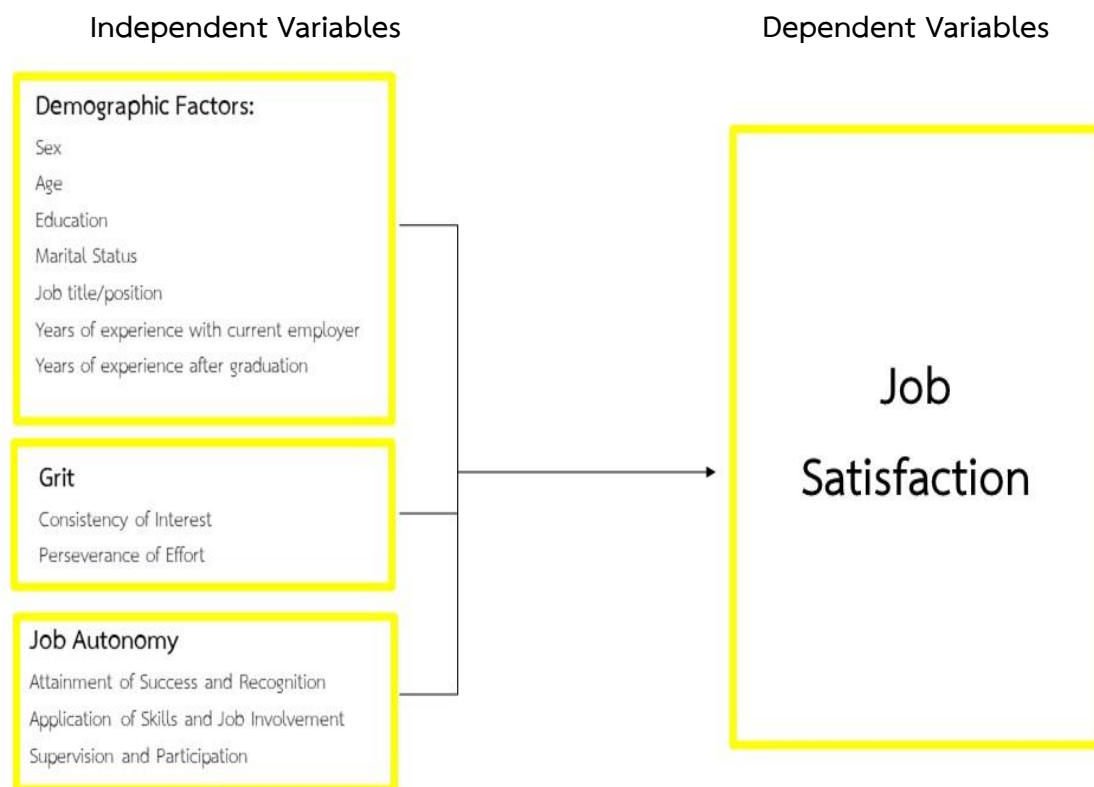 Independent Variables
Dependent Variables
Demographic Factors:
Sex
Age
Education
Marital Status
Job title/position
Years of experience with current employer
Years of experience after graduation
Grit
Consistency of Interest
Perseverance of Effort
Job Autonomy
Attainment of Success and Recognition
Application of Skills and Job Involvement
Supervision and Participation
Job
Satisfaction